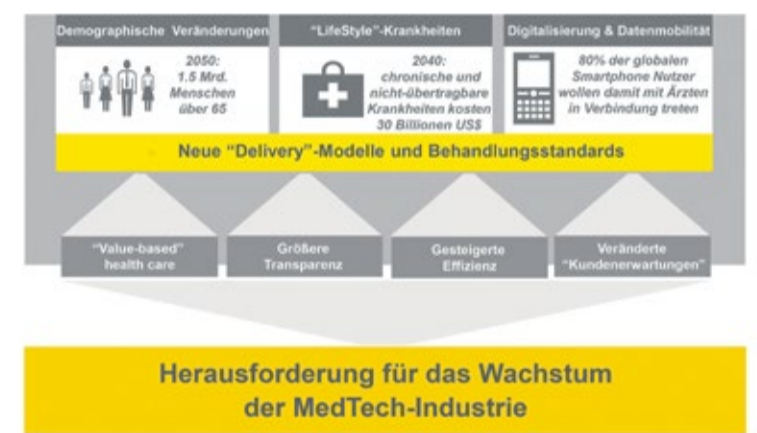 Demographische Veränderungen
2050:
1.5 Mrd.
Menschen
über 65
"LifeStyle"-Krankheiten
2040:
chronische und
nicht-übertragbare
Krankheiten kosten
30 Billionen US$
Digitalisierung & Datenmobilität
80% der globalen
Smartphone Nutzer
wollen damit mit Ärzten
in Verbindung treten
Neue "Delivery"-Modelle und Behandlungsstandards
"Value-based"
health care
Größere
Transparenz
Gesteigerte
Effizienz
Veränderte
"Kundenerwartungen"
Herausforderung für das Wachstum
der MedTech-Industrie